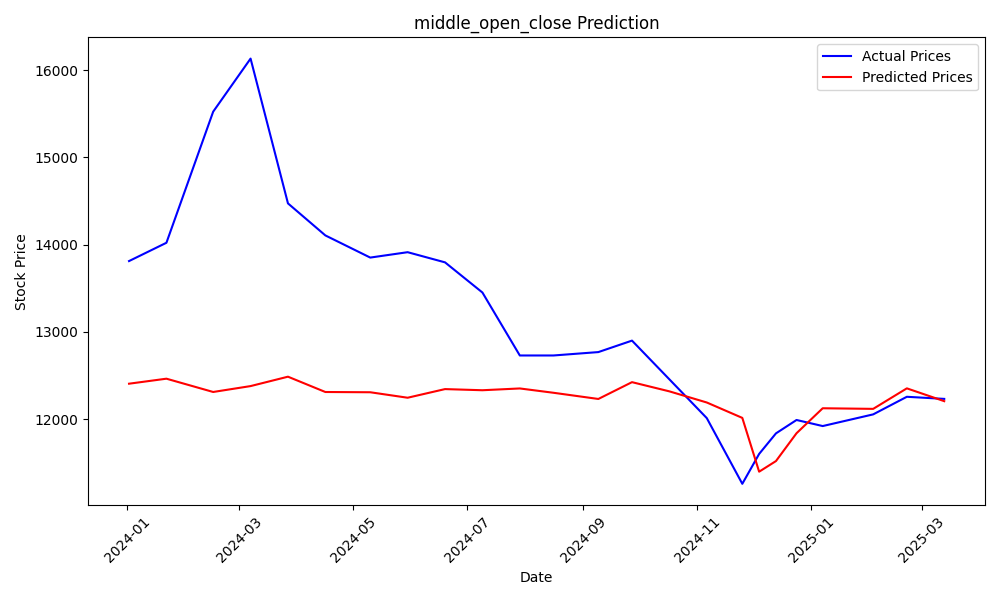 middle_open_close Prediction
Actual Prices
Predicted Prices
Stock Price
16000
15000
14000
13000
12000
2024-01
2024-03
2024-05
2024-07
2024-09
2024-11
2025-01
2025-03
Date